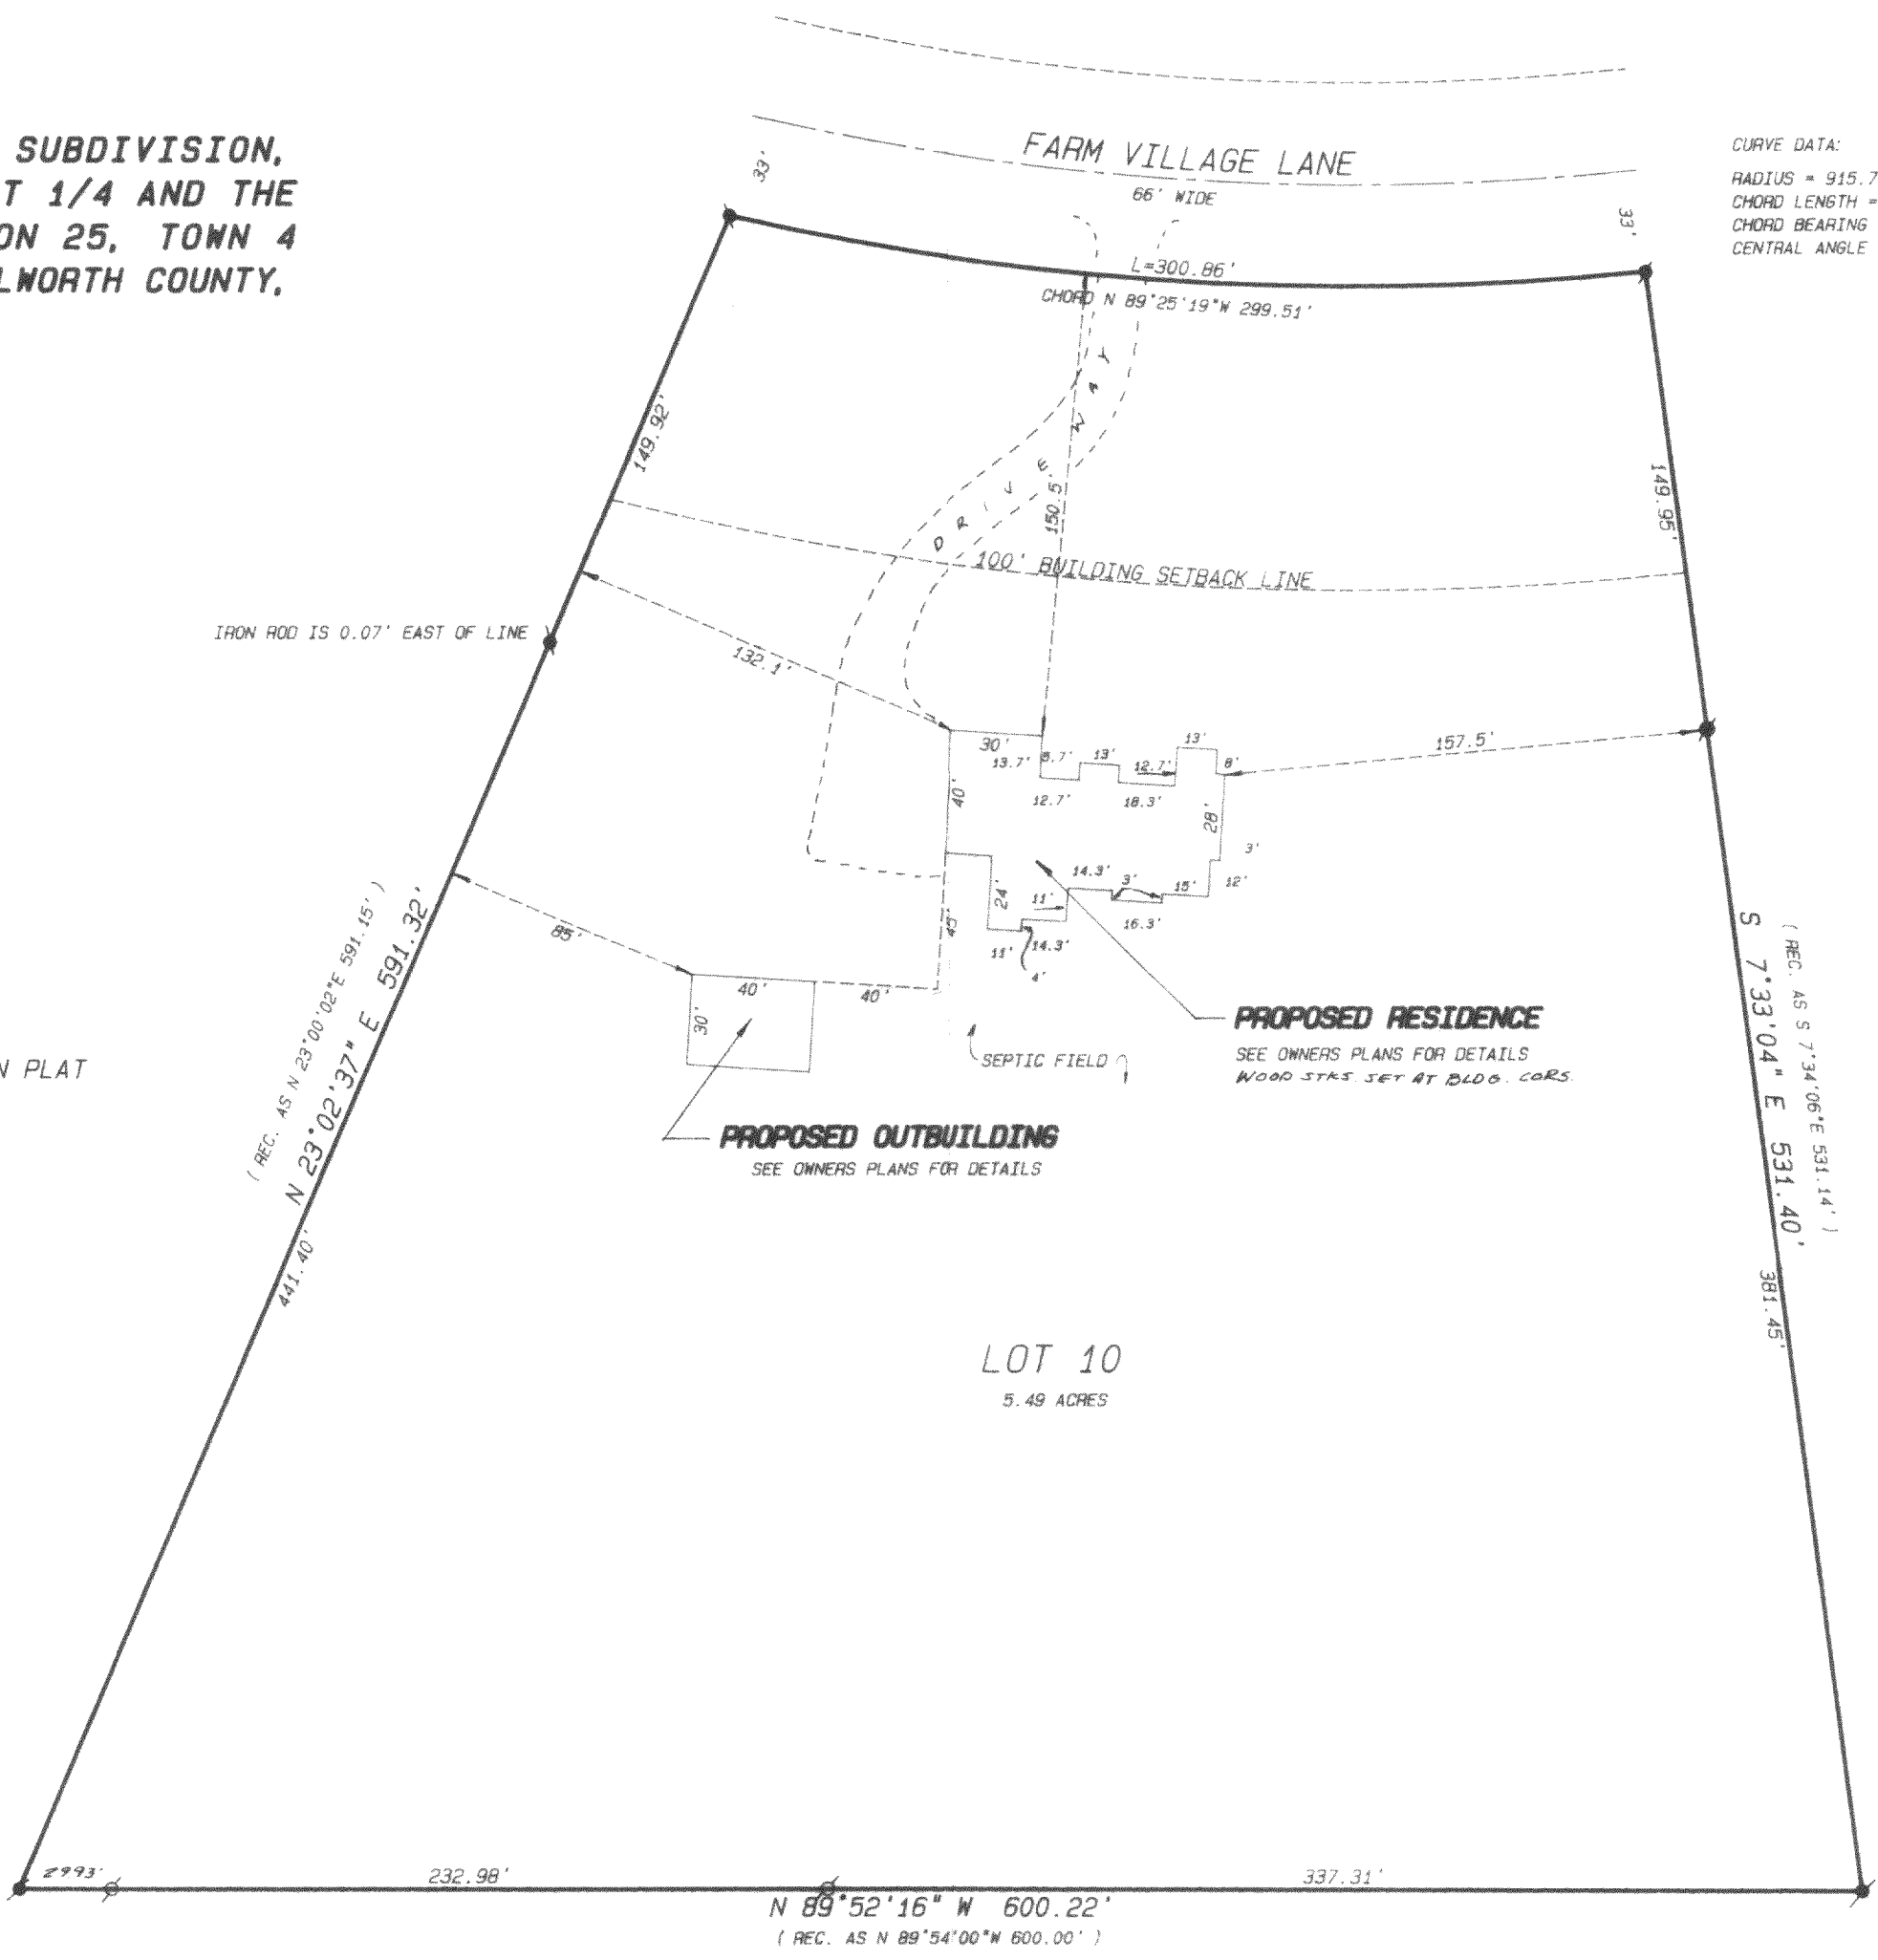 SUBDIVISION,
T 1/4 AND THE
ON 25, TOWN 4
LWORTH COUNTY,
FARM VILLAGE LANE
66' WIDE
33'
33'
CURVE DATA:
RADIUS = 915.7
CHORD LENGTH =
CHORD BEARING
CENTRAL ANGLE
L=300.86'
CHORD N 89°25'19"W 299.51'
149.92'
149.95'
DRIVEWAY
150.5'
100' BUILDING SETBACK LINE
IRON ROD IS 0.07' EAST OF LINE
132.1'
157.5'
30'
13.7'
8.7'
13'
12.7'
13'
8'
12.7'
18.3'
40'
28'
3'
14.3'
3'
15'
12'
24'
11'
16.3'
45'
11'
14.3'
4'
85'
40'
40'
30'
SEPTIC FIELD
PROPOSED RESIDENCE
SEE OWNERS PLANS FOR DETAILS
WOOD STKS. SET AT BLDG. CORS.
N PLAT
PROPOSED OUTBUILDING
SEE OWNERS PLANS FOR DETAILS
( REC. AS N 23°00'02"E 591.15' )
N 23°02'37" E 591.32'
441.40'
( REC. AS S 7°34'06"E 531.14' )
S 7°33'04" E 531.40'
381.45'
LOT 10
5.49 ACRES
29.93'
232.98'
337.31'
N 89°52'16" W 600.22'
( REC. AS N 89°54'00"W 600.00' )